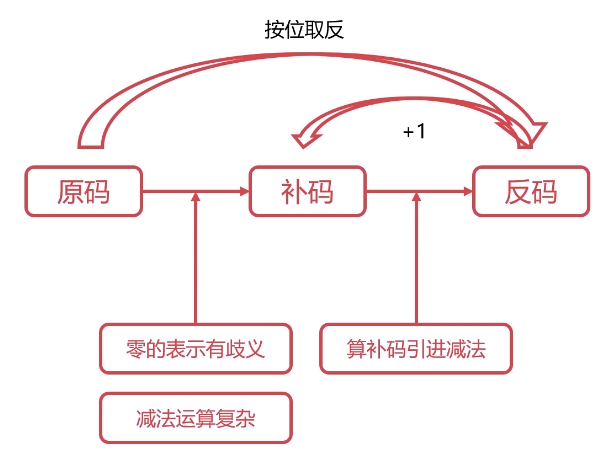 按位取反
+1
原码
补码
反码
零的表示有歧义
算补码引进减法
减法运算复杂